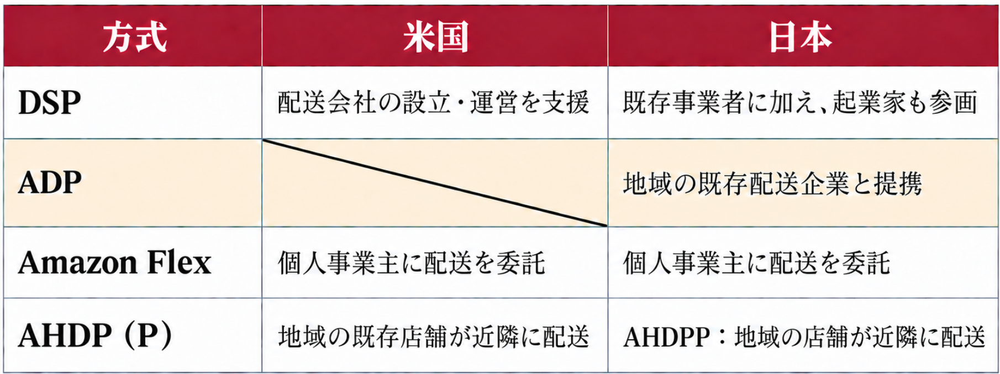 方式 米国 日本
DSP 配送会社の設立・運営を支援 既存事業者に加え、起業家も参画
ADP 地域の既存配送企業と提携
Amazon Flex 個人事業主に配送を委託 個人事業主に配送を委託
AHDP（P） 地域の既存店舗が近隣に配送 AHDPP：地域の店舗が近隣に配送